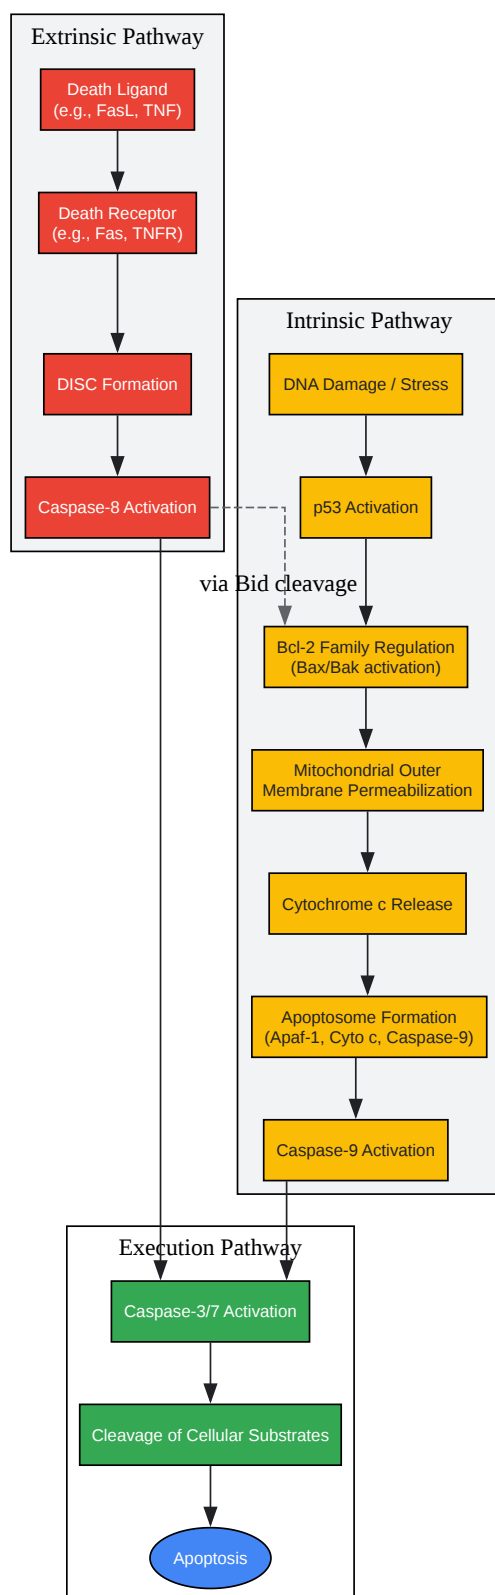 Extrinsic Pathway
Death Ligand
(e.g., FasL, TNF)
Death Receptor
(e.g., Fas, TNFR)
DISC Formation
Caspase-8 Activation
Intrinsic Pathway
DNA Damage / Stress
p53 Activation
via Bid cleavage
Bcl-2 Family Regulation
(Bax/Bak activation)
Mitochondrial Outer
Membrane Permeabilization
Cytochrome c Release
Apoptosome Formation
(Apaf-1, Cyto c, Caspase-9)
Caspase-9 Activation
Execution Pathway
Caspase-3/7 Activation
Cleavage of Cellular Substrates
Apoptosis